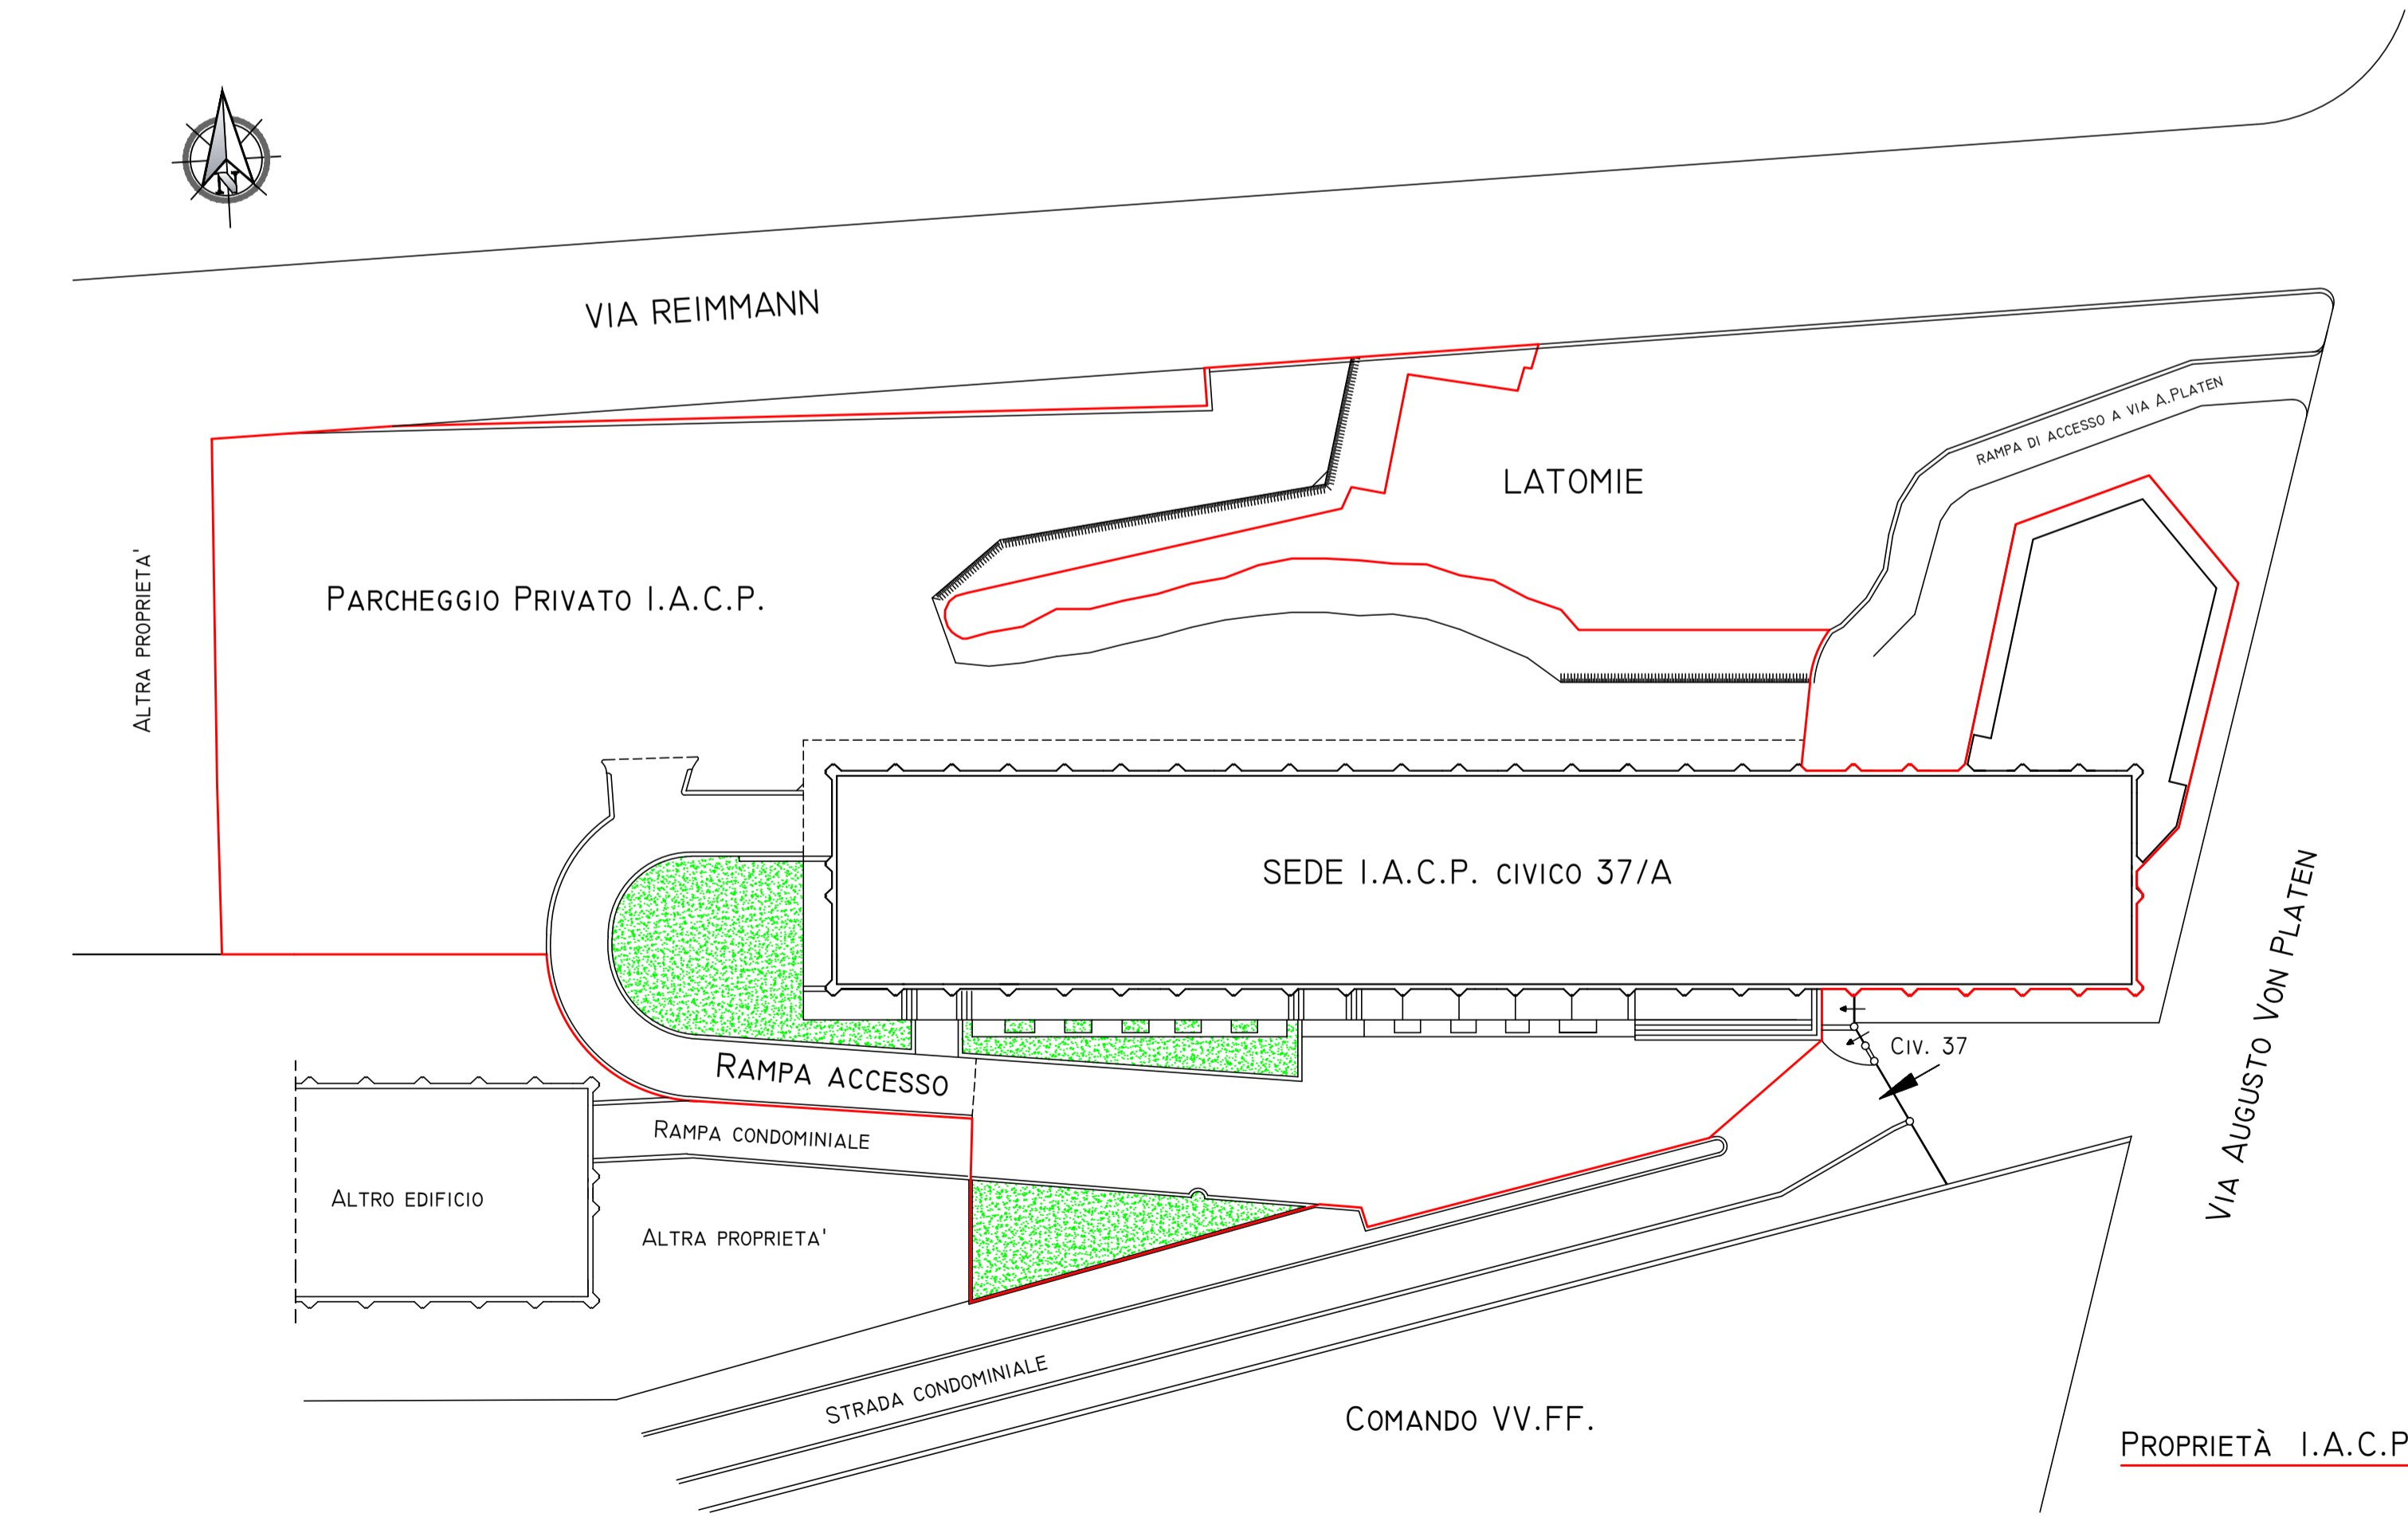 N
VIA REIMMANN
RAMPA DI ACCESSO A VIA A.PLATEN
LATOMIE
ALTRA PROPRIETA'
PARCHEGGIO PRIVATO I.A.C.P.
SEDE I.A.C.P. CIVICO 37/A
VIA AUGUSTO VON PLATEN
CIV. 37
RAMPA ACCESSO
RAMPA CONDOMINIALE
ALTRO EDIFICIO
ALTRA PROPRIETA'
STRADA CONDOMINIALE
COMANDO VV.FF.
PROPRIETÀ I.A.C.P